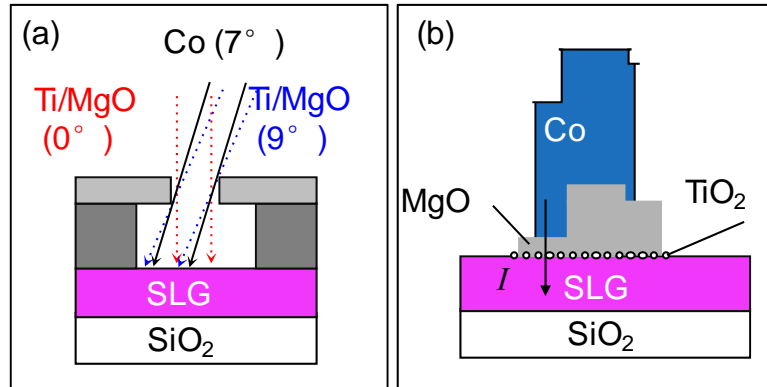 (a)
Co (7°)
Ti/MgO
(0°)
Ti/MgO
(9°)
SLG
SiO₂
(b)
Co
MgO
TiO₂
I
SLG
SiO₂